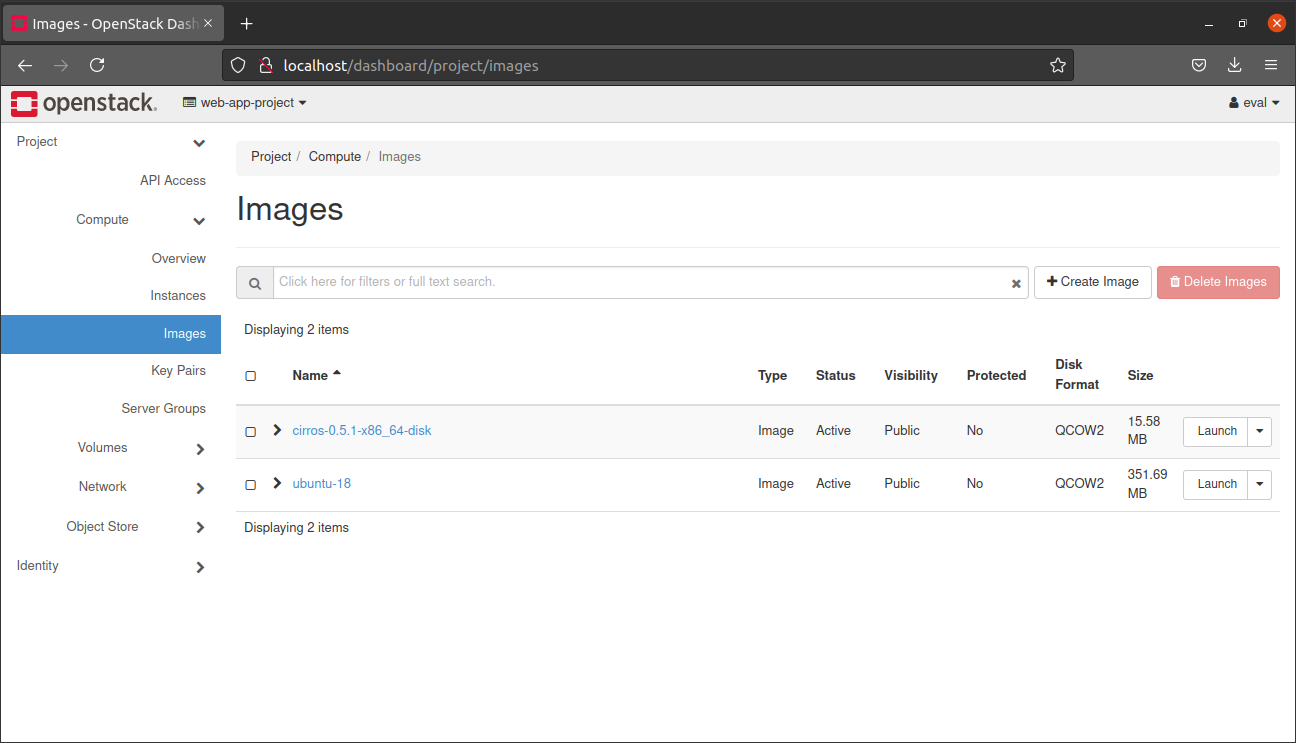 Images - OpenStack Dash
localhost/dashboard/project/images
openstack. web-app-project eval
Project
API Access
Compute
Overview
Instances
Images
Key Pairs
Server Groups
Volumes
Network
Object Store
Identity
Project / Compute / Images
Images
Click here for filters or full text search.
Create Image
Delete Images
Displaying 2 items
Name Type Status Visibility Protected Disk Format Size
cirros-0.5.1-x86_64-disk Image Active Public No QCOW2 15.58 MB Launch
ubuntu-18 Image Active Public No QCOW2 351.69 MB Launch
Displaying 2 items